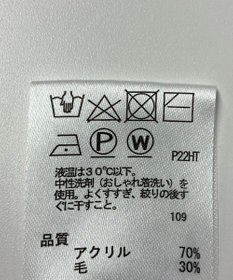 P W
P22HT
液温は30℃以下。
中性洗剤(おしゃれ着洗い)を
使用。よくすすぎ、絞りの後す
ぐに干すこと。
109
品質
アクリル 70%
毛 30%